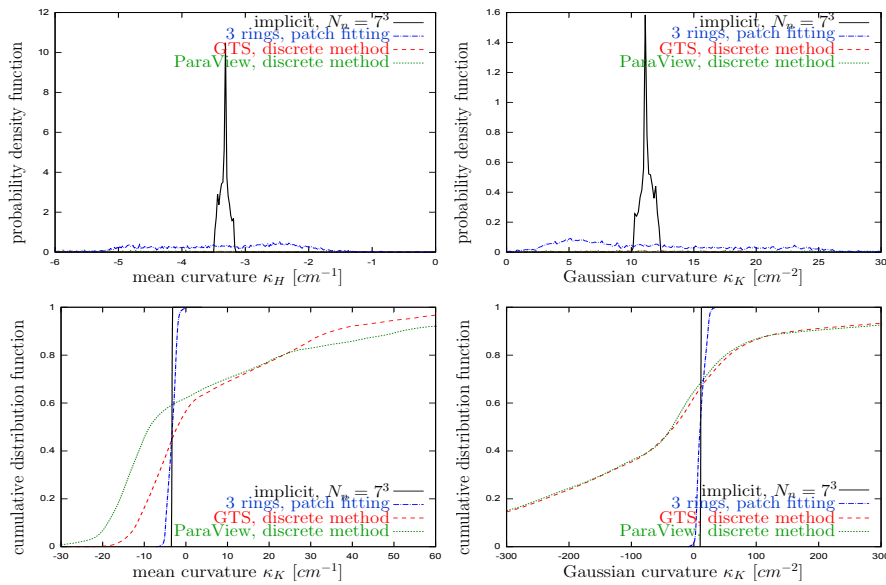 implicit, N_n = 7^3
3 rings, patch fitting
GTS, discrete method
ParaView, discrete method
probability density function
12
10
8
6
4
2
0
-6 -5 -4 -3 -2 -1 0
mean curvature κ_H [cm^-1]
implicit, N_n = 7^3
3 rings, patch fitting
GTS, discrete method
ParaView, discrete method
probability density function
1.6
1.4
1.2
1
0.8
0.6
0.4
0.2
0
0 5 10 15 20 25 30
Gaussian curvature κ_K [cm^-2]
cumulative distribution function
1
0.8
0.6
0.4
0.2
0
implicit, N_n = 7^3
3 rings, patch fitting
GTS, discrete method
ParaView, discrete method
-30 -20 -10 0 10 20 30 40 50 60
mean curvature κ_K [cm^-1]
cumulative distribution function
1
0.8
0.6
0.4
0.2
0
implicit, N_n = 7^3
3 rings, patch fitting
GTS, discrete method
ParaView, discrete method
-300 -200 -100 0 100 200 300
Gaussian curvature κ_K [cm^-2]